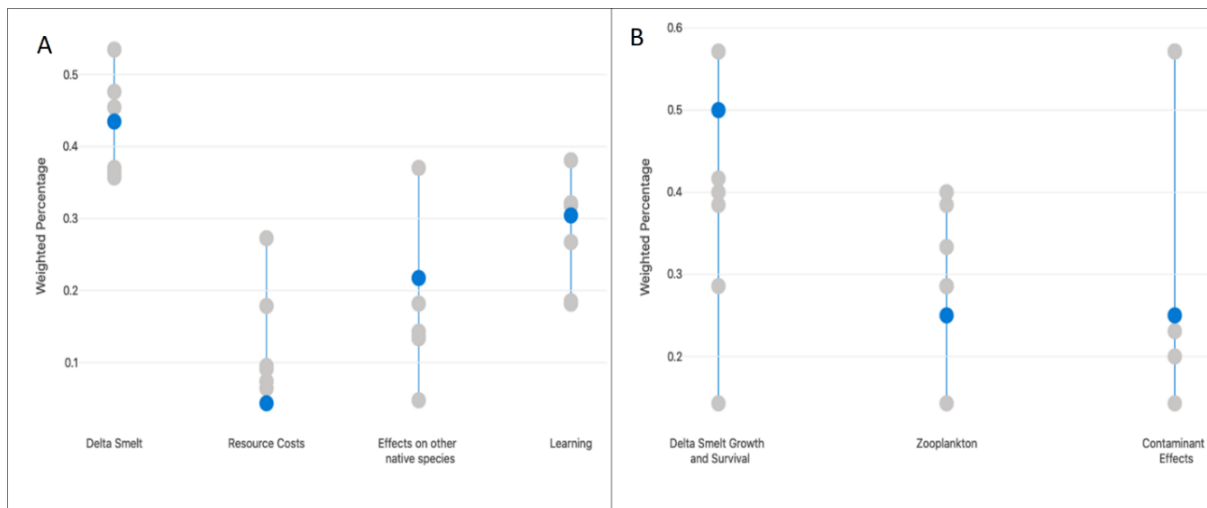 A
Weighted Percentage
0.5
0.4
0.3
0.2
0.1
Delta Smelt
Resource Costs
Effects on other
native species
Learning
B
Weighted Percentage
0.6
0.5
0.4
0.3
0.2
Delta Smelt Growth
and Survival
Zooplankton
Contaminant
Effects